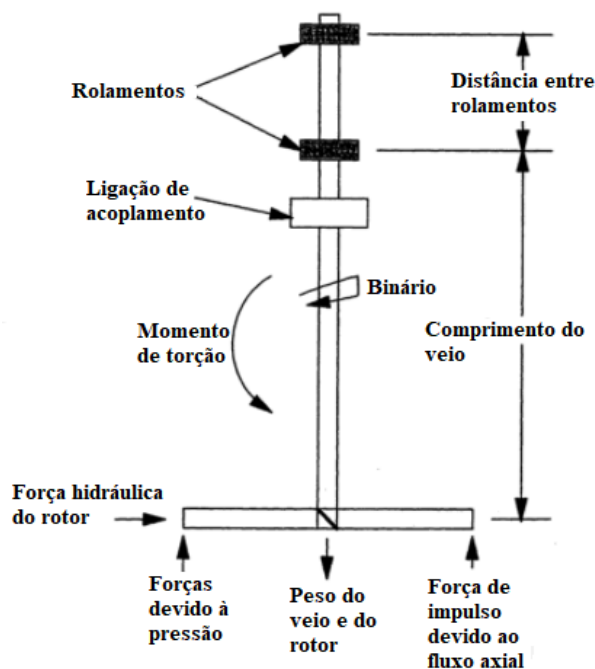 Rolamentos
Distância entre
rolamentos
Ligação de
acoplamento
Binário
Momento
de torção
Comprimento do
veio
Força hidráulica
do rotor
Forças
devido à
pressão
Peso do
veio e do
rotor
Força de
impulso
devido ao
fluxo axial